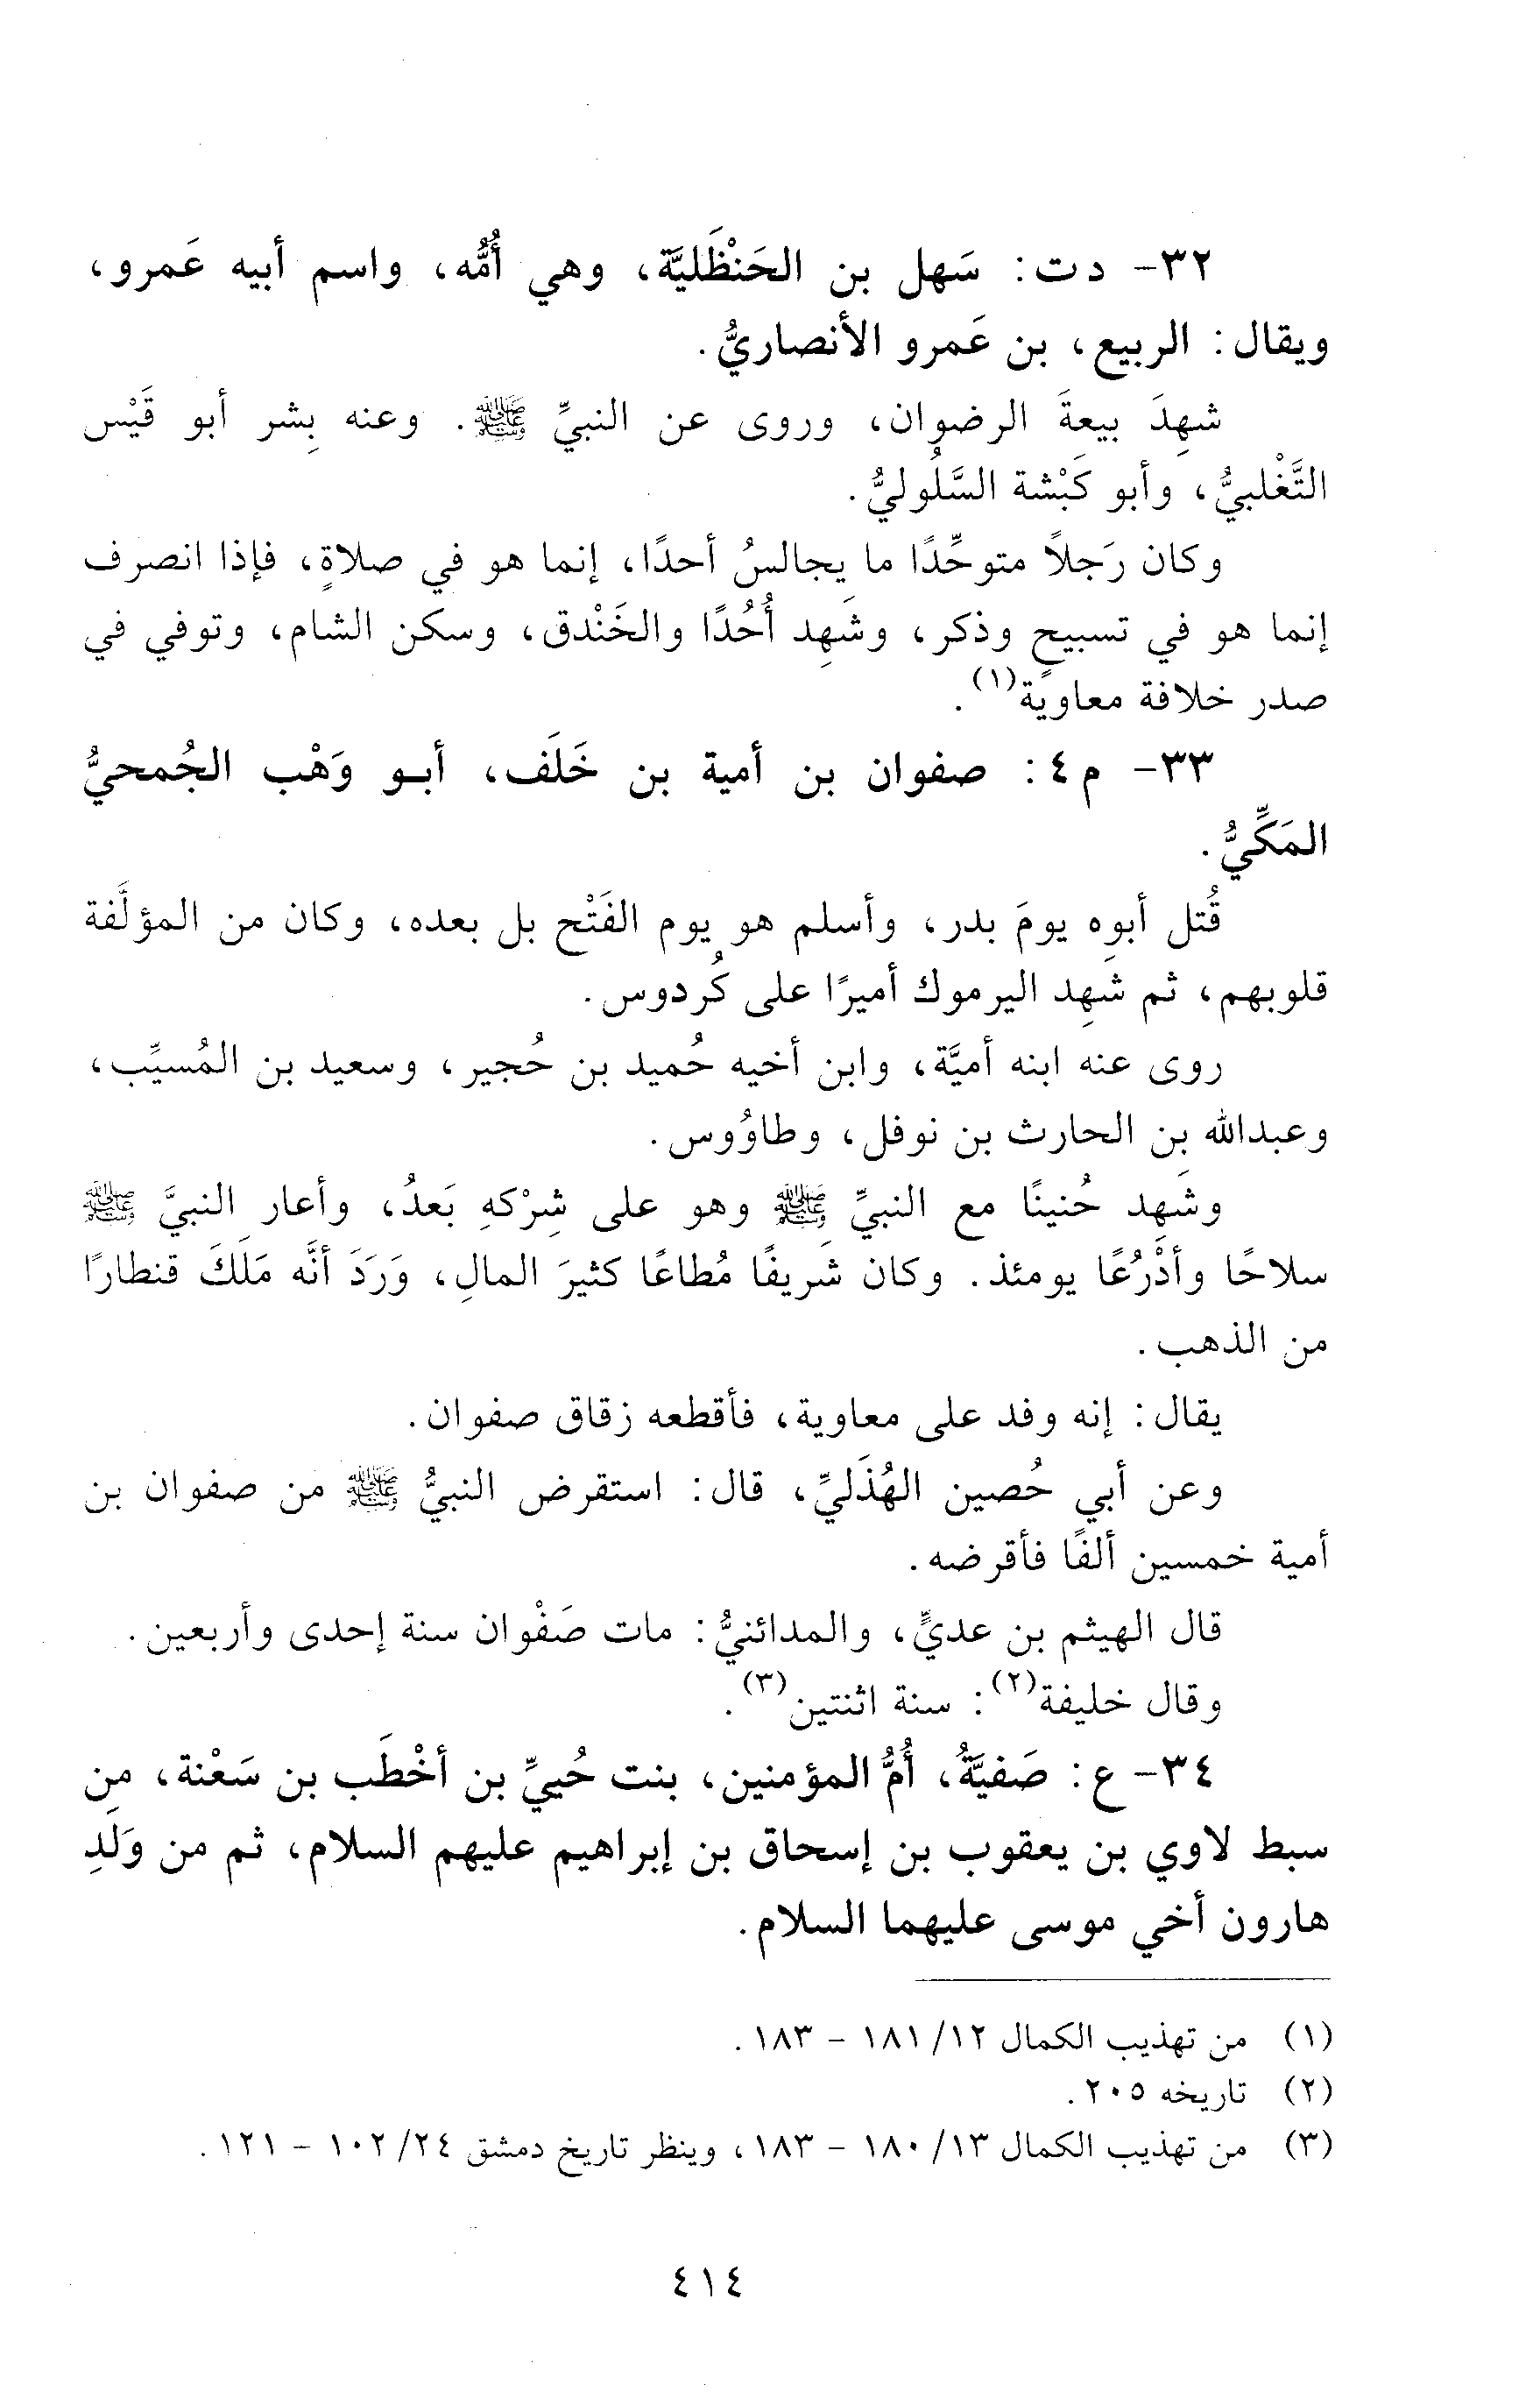 ٣٢- د ت: سَهل بن الحَنْظَليَّة، وهي أُمُّه، واسم أبيه عَمرو،
ويقال: الربيع، بن عَمرو الأنصاريُّ.
شهِدَ بيعةَ الرضوان، وروى عن النبيِّ ﷺ. وعنه بِشر أبو قَيْس
التَّغْلبيُّ، وأبو كَبْشة السَّلُوليُّ.
وكان رَجلاً متوحِّدًا ما يجالسُ أحدًا، إنما هو في صلاةٍ، فإذا انصرف
إنما هو في تسبيحٍ وذكر، وشَهِد أُحُدًا والخَنْدق، وسكن الشام، وتوفي في
صدر خلافة معاوية(١).
٣٣- م٤: صفوان بن أمية بن خَلَف، أبو وَهْب الجُمحيُّ
المَكِّيُّ.
قُتل أبوه يومَ بدر، وأسلم هو يوم الفَتْح بل بعده، وكان من المؤلَّفة
قلوبهم، ثم شَهِد اليرموك أميرًا على كُردوس.
روى عنه ابنه أميَّة، وابن أخيه حُميد بن حُجير، وسعيد بن المُسيِّب،
وعبدالله بن الحارث بن نوفل، وطاوُوس.
وشَهِد حُنينًا مع النبيِّ ﷺ وهو على شِرْكهِ بَعدُ، وأعار النبيَّ ﷺ
سلاحًا وأدْرُعًا يومئذ. وكان شَريفًا مُطاعًا كثيرَ المالِ، وَرَدَ أنَّه مَلَكَ قنطارًا
من الذهب.
يقال: إنه وفد على معاوية، فأقطعه زقاق صفوان.
وعن أبي حُصين الهُذَليِّ، قال: استقرض النبيُّ ﷺ من صفوان بن
أمية خمسين ألفًا فأقرضه.
قال الهيثم بن عديٍّ، والمدائنيُّ: مات صَفْوان سنة إحدى وأربعين.
وقال خليفة(٢): سنة اثنتين(٣).
٣٤- ع: صَفيَّةُ، أُمُّ المؤمنين، بنت حُييِّ بن أخْطَب بن سَعْنة، من
سبط لاوي بن يعقوب بن إسحاق بن إبراهيم عليهم السلام، ثم من وَلَدِ
هارون أخي موسى عليهما السلام.
(١) من تهذيب الكمال ١٢/ ١٨١ - ١٨٣.
(٢) تاريخه ٢٠٥.
(٣) من تهذيب الكمال ١٣/ ١٨٠ - ١٨٣، وينظر تاريخ دمشق ٢٤/ ١٠٢ - ١٢١.
٤١٤